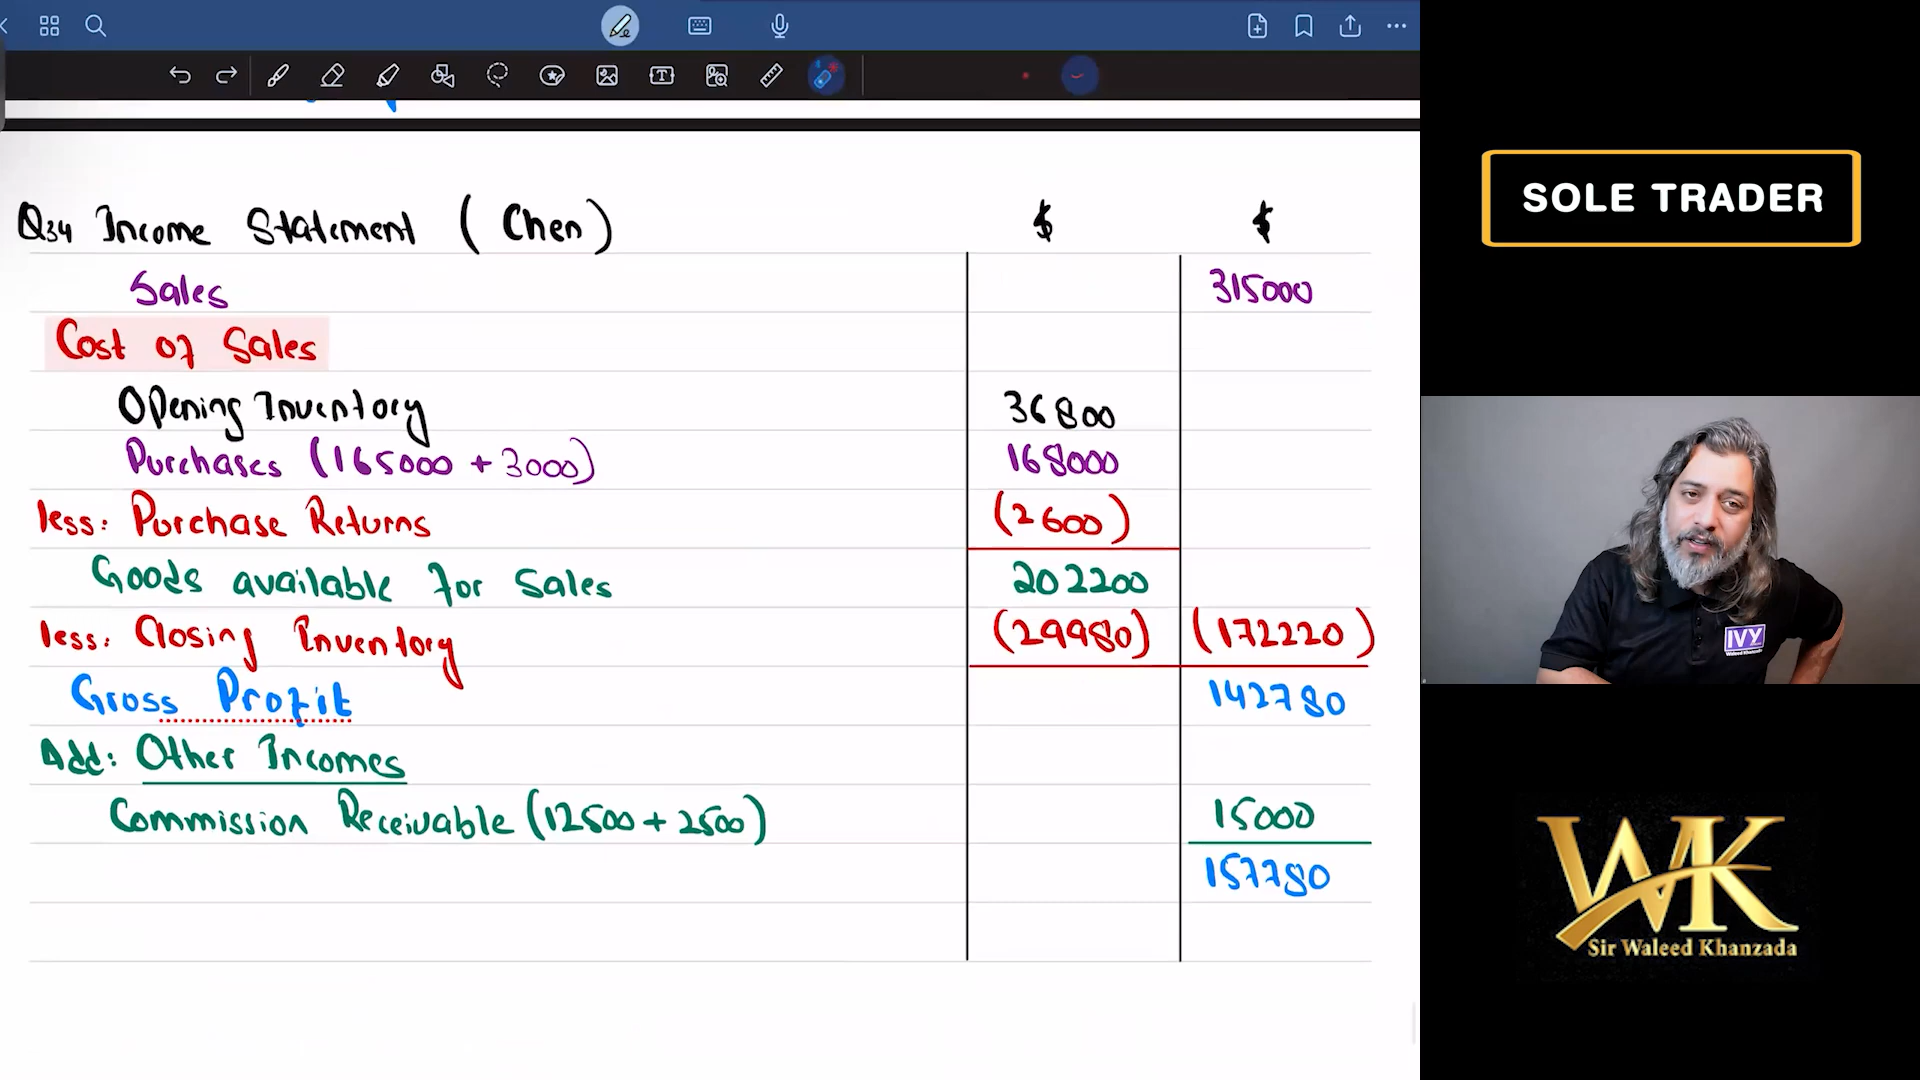 Q34 Income Statement (Chen) $ $
Sales 315000
Cost of Sales
Opening Inventory 36800
Purchases (165000 + 3000) 168000
less: Purchase Returns (2600)
Goods available for Sales 202200
less: Closing Inventory (29980) (172220)
Gross Profit 142780
Add: Other Incomes
Commission Receivable (12500 + 2500) 15000
157780
SOLE TRADER
IVY
WK
Sir Waleed Khanzada